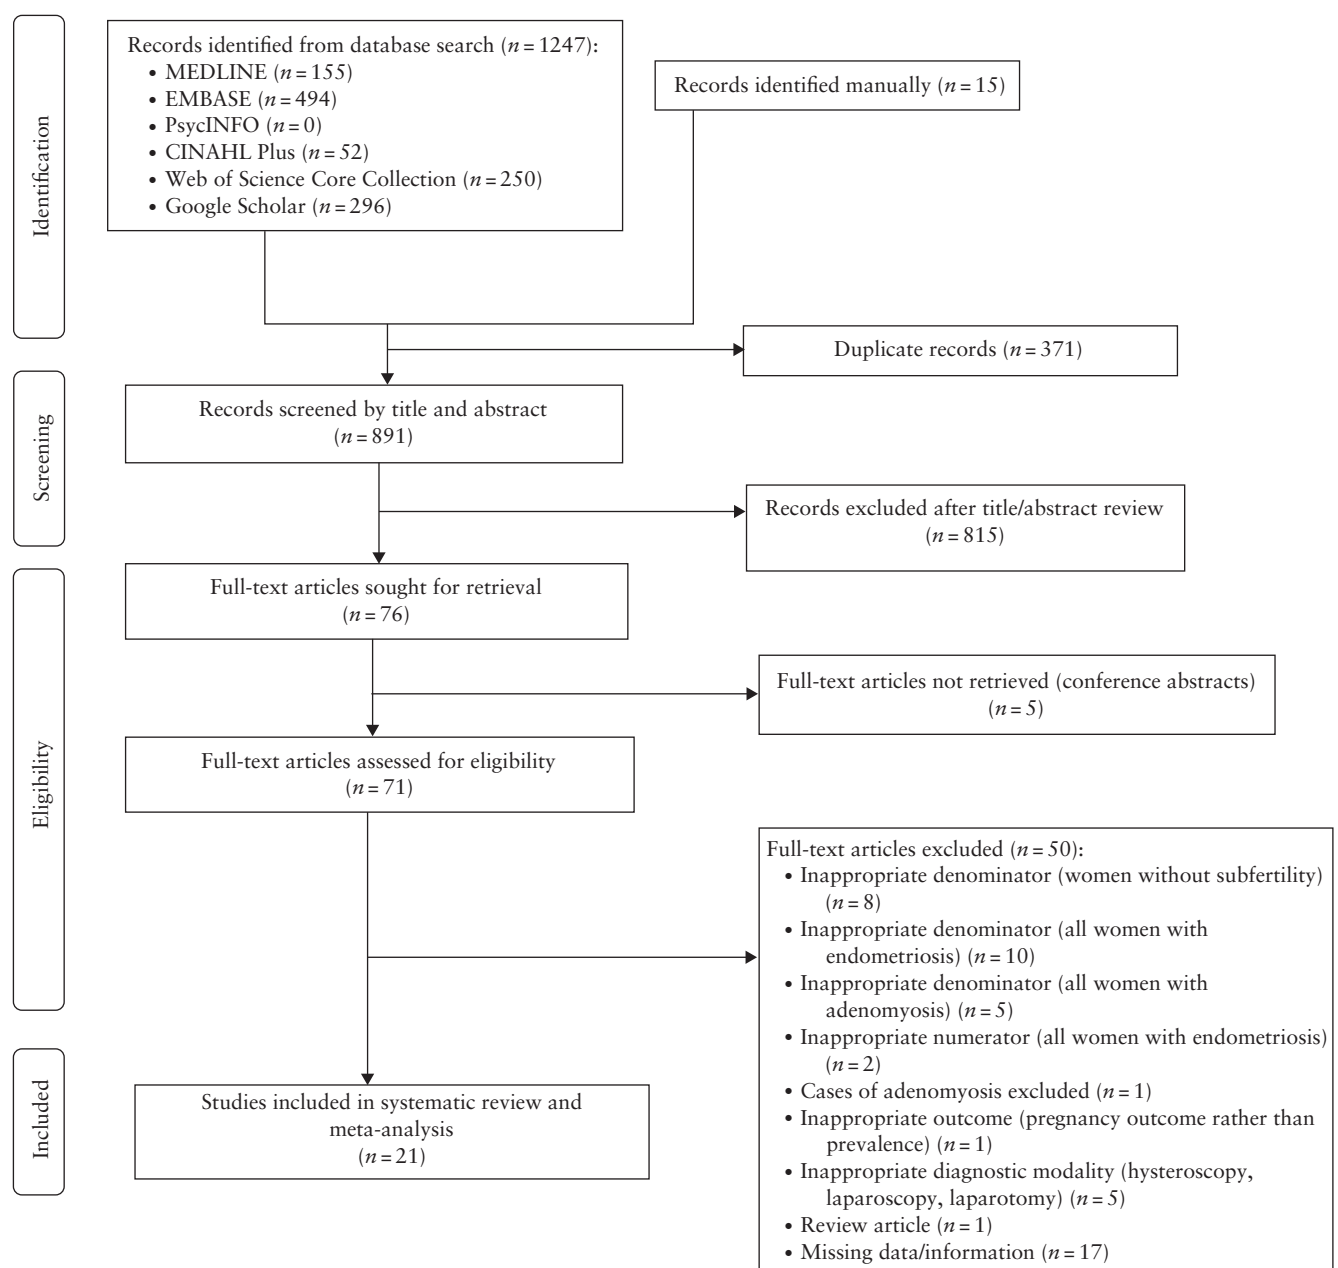 Identification
Records identified from database search (n = 1247):
• MEDLINE (n = 155)
• EMBASE (n = 494)
• PsycINFO (n = 0)
• CINAHL Plus (n = 52)
• Web of Science Core Collection (n = 250)
• Google Scholar (n = 296)
Records identified manually (n = 15)
Duplicate records (n = 371)
Screening
Records screened by title and abstract
(n = 891)
Records excluded after title/abstract review
(n = 815)
Eligibility
Full-text articles sought for retrieval
(n = 76)
Full-text articles not retrieved (conference abstracts)
(n = 5)
Full-text articles assessed for eligibility
(n = 71)
Full-text articles excluded (n = 50):
• Inappropriate denominator (women without subfertility)
(n = 8)
• Inappropriate denominator (all women with
endometriosis) (n = 10)
• Inappropriate denominator (all women with
adenomyosis) (n = 5)
• Inappropriate numerator (all women with endometriosis)
(n = 2)
• Cases of adenomyosis excluded (n = 1)
• Inappropriate outcome (pregnancy outcome rather than
prevalence) (n = 1)
• Inappropriate diagnostic modality (hysteroscopy,
laparoscopy, laparotomy) (n = 5)
• Review article (n = 1)
• Missing data/information (n = 17)
Included
Studies included in systematic review and
meta-analysis
(n = 21)